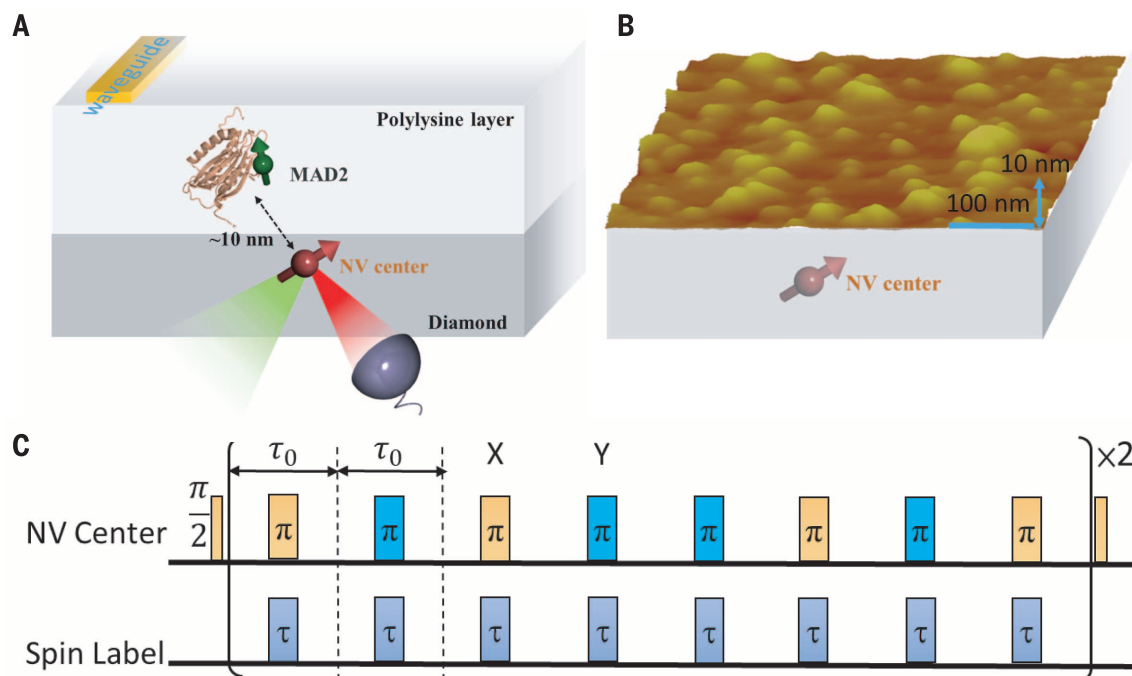 A
waveguide
Polylysine layer
MAD2
~10 nm
NV center
Diamond
B
10 nm
100 nm
NV center
C
τ₀ τ₀ X Y ×2
π/2
NV Center π π π π π π π π
Spin Label τ τ τ τ τ τ τ τ